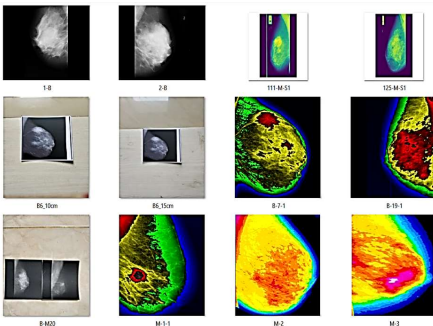 1-B
2-B
111-M-S1
125-M-S1
B6_10cm
B6_15cm
B-7-1
B-19-1
B-M20
M-1-1
M-2
M-3